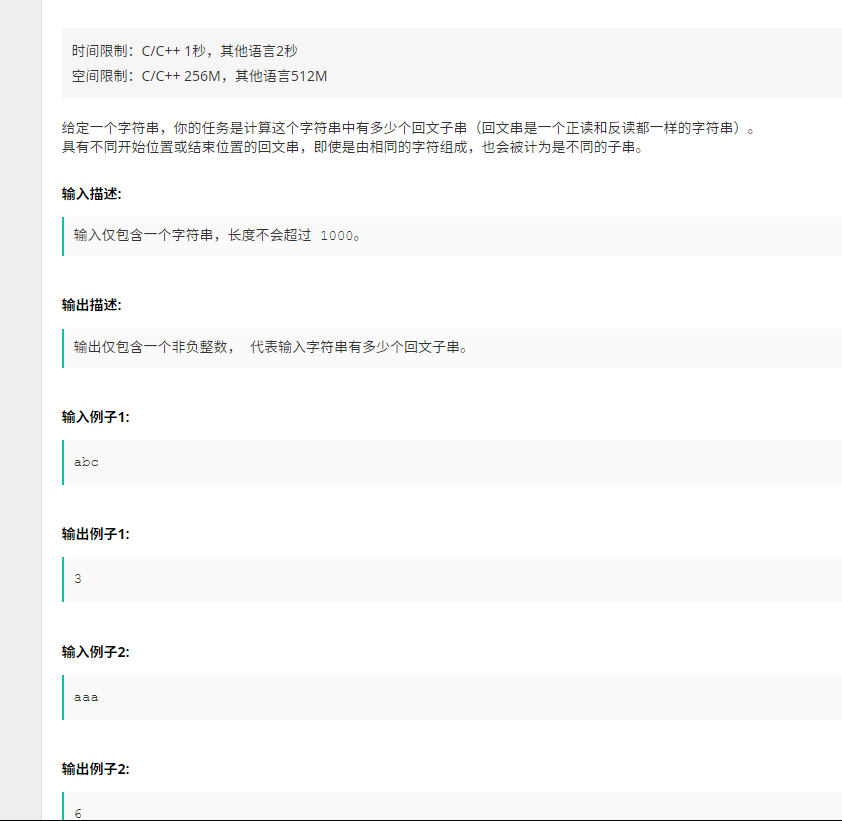 时间限制：C/C++ 1秒，其他语言2秒
空间限制：C/C++ 256M，其他语言512M
给定一个字符串，你的任务是计算这个字符串中有多少个回文子串（回文串是一个正读和反读都一样的字符串）。
具有不同开始位置或结束位置的回文串，即使是由相同的字符组成，也会被计为是不同的子串。
输入描述:
输入仅包含一个字符串，长度不会超过 1000。
输出描述:
输出仅包含一个非负整数， 代表输入字符串有多少个回文子串。
输入例子1:
abc
输出例子1:
3
输入例子2:
aaa
输出例子2:
6